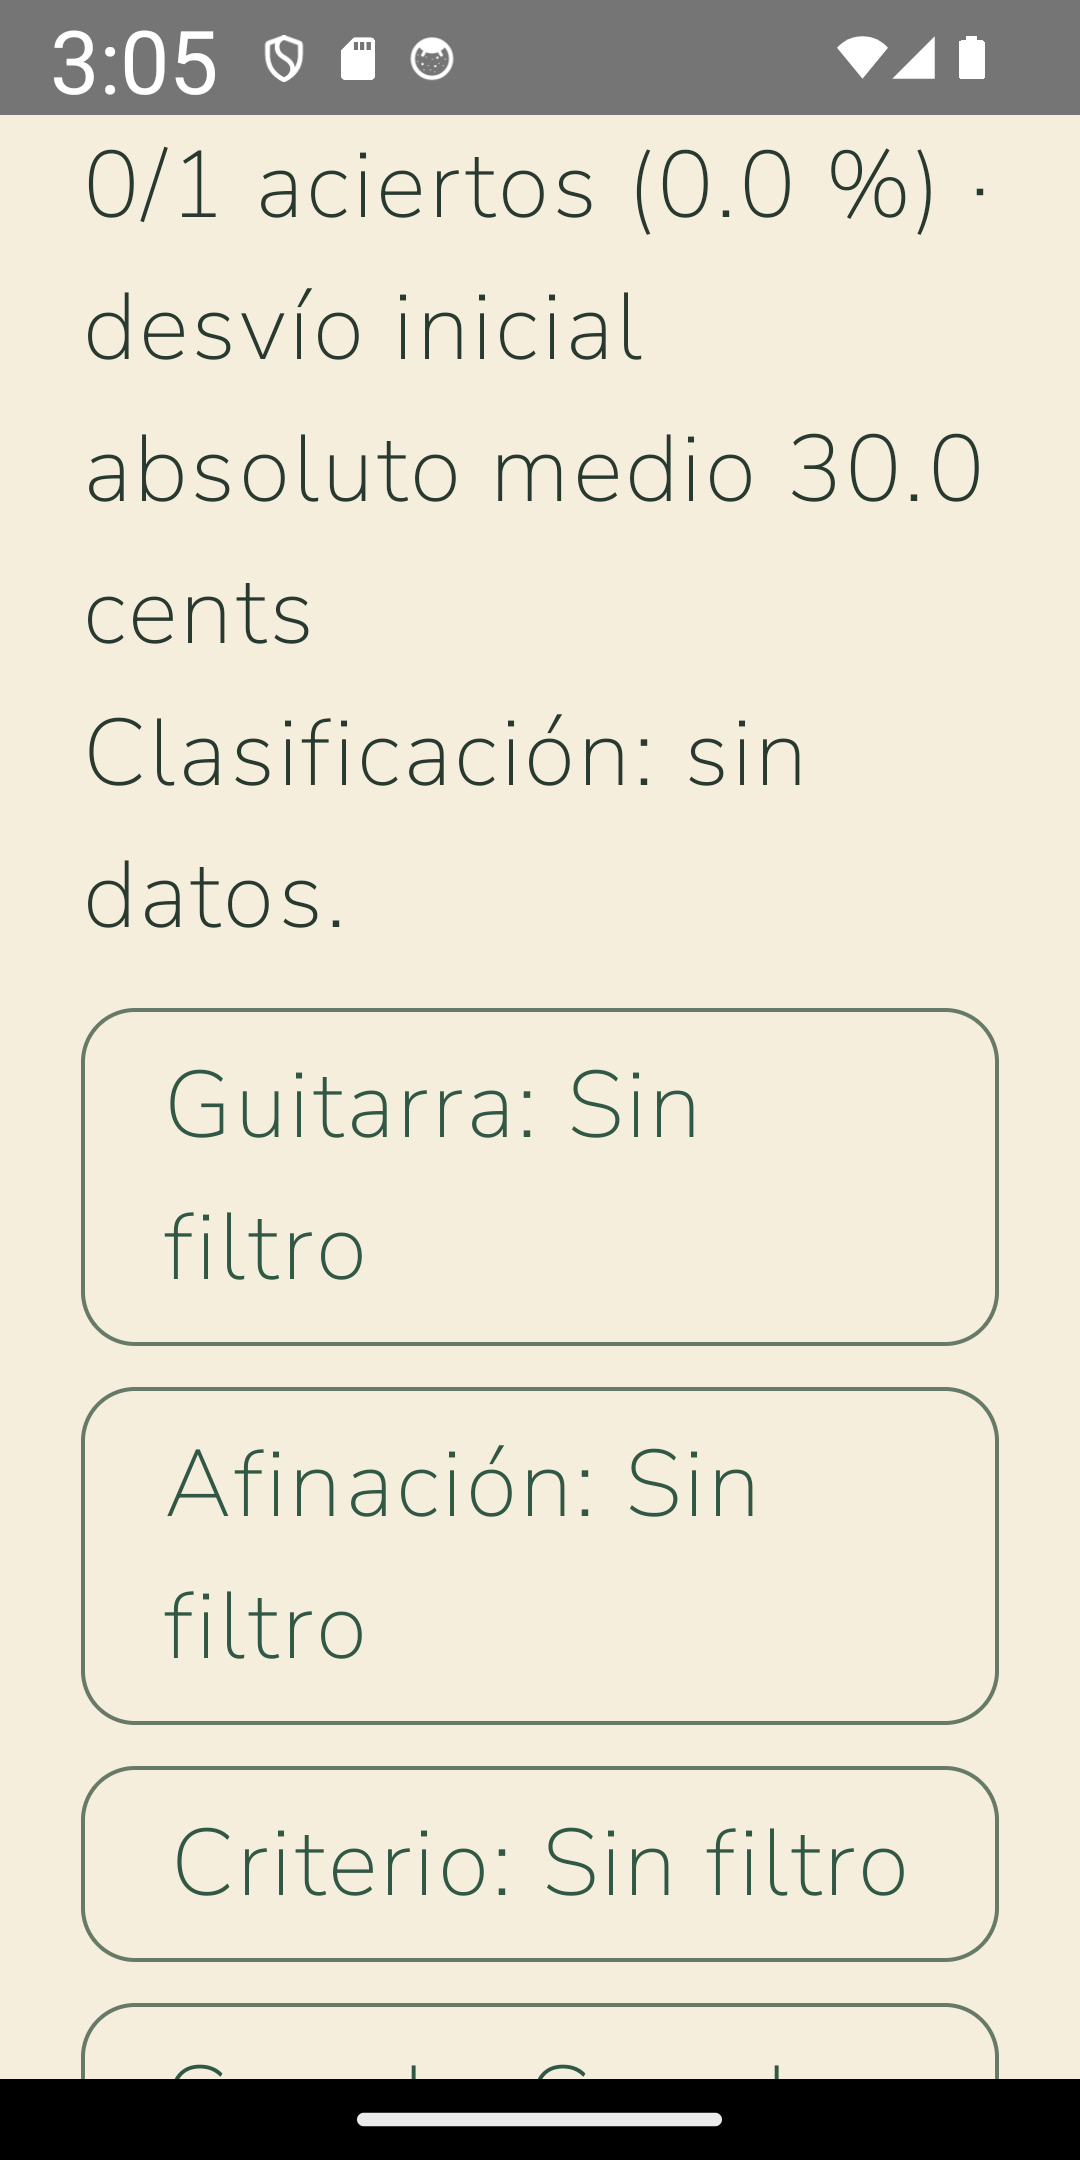 3:05
0/1 aciertos (0.0 %) ·
desvío inicial
absoluto medio 30.0
cents
Clasificación: sin
datos.
Guitarra: Sin
filtro
Afinación: Sin
filtro
Criterio: Sin filtro